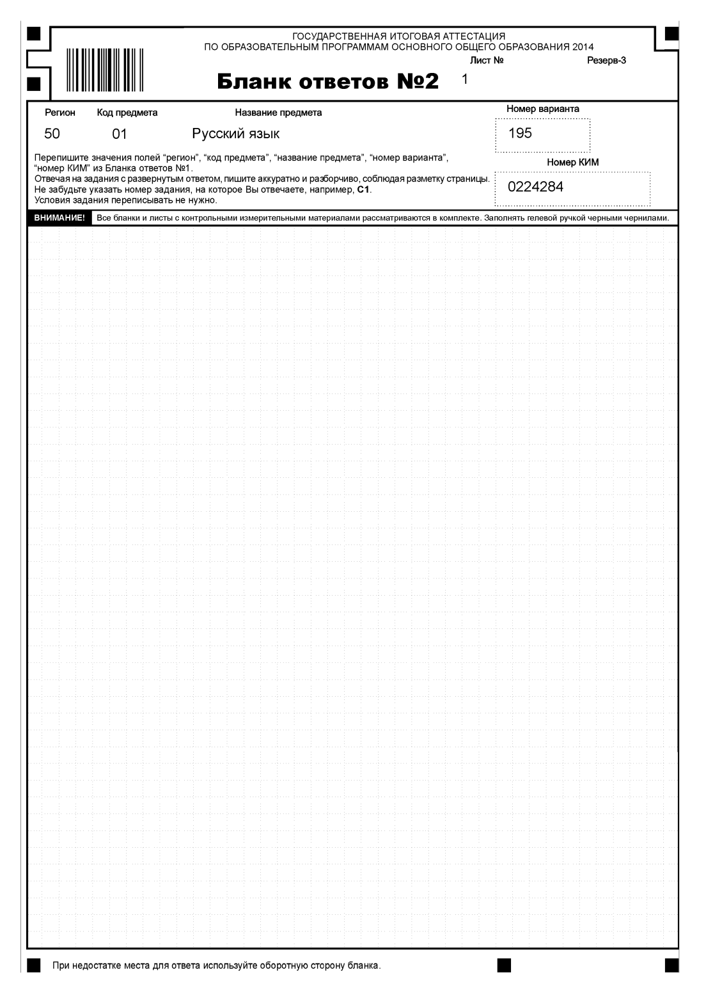 ГОСУДАРСТВЕННАЯ ИТОГОВАЯ АТТЕСТАЦИЯ
ПО ОБРАЗОВАТЕЛЬНЫМ ПРОГРАММАМ ОСНОВНОГО ОБЩЕГО ОБРАЗОВАНИЯ 2014
Лист № Резерв-3
Бланк ответов №2 1
Регион Код предмета Название предмета Номер варианта
50 01 Русский язык 195
Перепишите значения полей “регион”, “код предмета”, “название предмета”, “номер варианта”,
“номер КИМ” из Бланка ответов №1.
Номер КИМ
Отвечая на задания с развернутым ответом, пишите аккуратно и разборчиво, соблюдая разметку страницы.
Не забудьте указать номер задания, на которое Вы отвечаете, например, С1.
0224284
Условия задания переписывать не нужно.
ВНИМАНИЕ! Все бланки и листы с контрольными измерительными материалами рассматриваются в комплекте. Заполнять гелевой ручкой черными чернилами.
При недостатке места для ответа используйте оборотную сторону бланка.